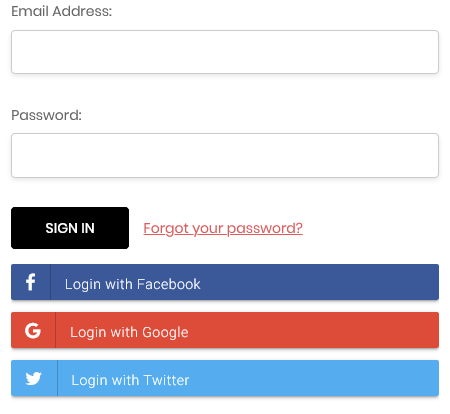 Email Address:
Password:
SIGN IN
Forgot your password?
Login with Facebook
Login with Google
Login with Twitter